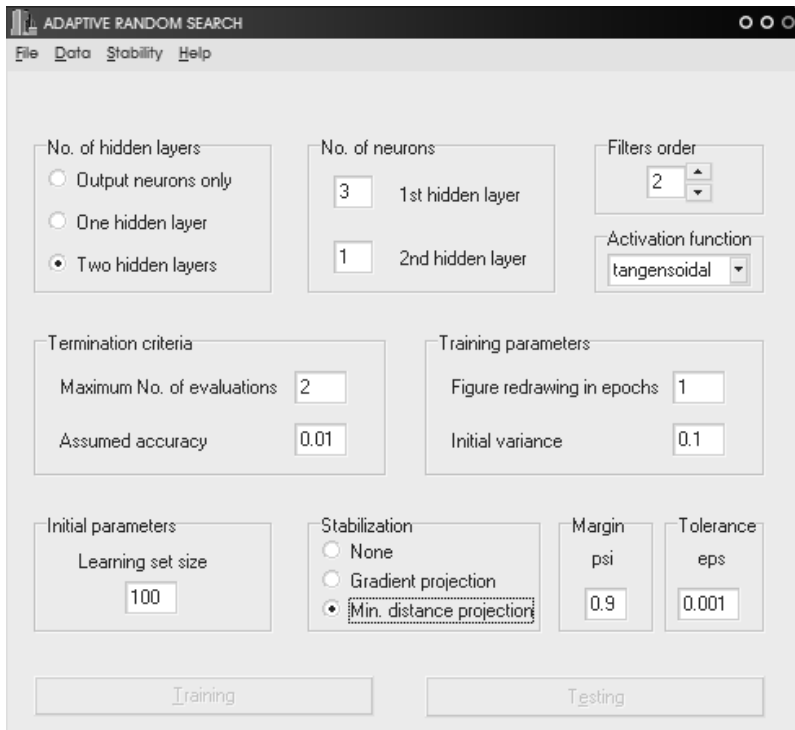 ADAPTIVE RANDOM SEARCH
File Data Stability Help
No. of hidden layers
Output neurons only
One hidden layer
Two hidden layers
No. of neurons
3 1st hidden layer
1 2nd hidden layer
Filters order
2
Activation function
tangensoidal
Termination criteria
Maximum No. of evaluations 2
Assumed accuracy 0.01
Training parameters
Figure redrawing in epochs 1
Initial variance 0.1
Initial parameters
Learning set size
100
Stabilization
None
Gradient projection
Min. distance projection
Margin
psi
0.9
Tolerance
eps
0.001
Training
Testing